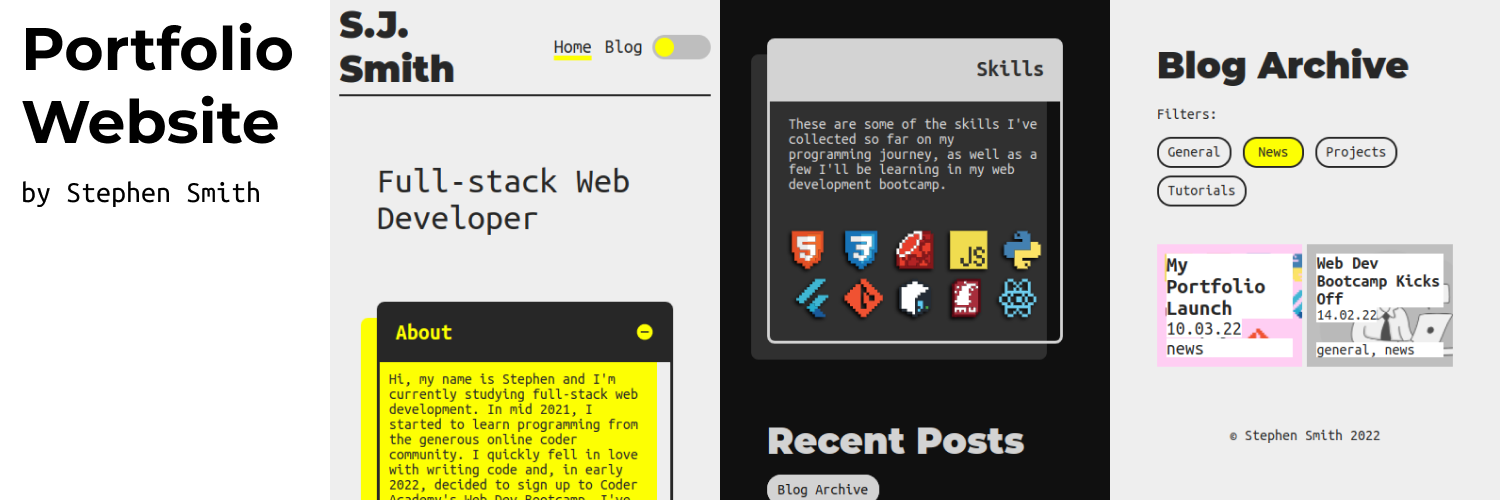 Portfolio
Website
by Stephen Smith
S.J.
Smith
Home Blog
Full-stack Web
Developer
About
Hi, my name is Stephen and I'm
currently studying full-stack web
development. In mid 2021, I
started to learn programming from
the generous online coder
community. I quickly fell in love
with writing code and, in early
2022, decided to sign up to Coder
Academy's Web Dev Bootcamp. I've
Skills
These are some of the skills I've
collected so far on my
programming journey, as well as a
few I'll be learning in my web
development bootcamp.
5 3 JS
Recent Posts
Blog Archive
Blog Archive
Filters:
General News Projects
Tutorials
My
Portfolio
Launch
10.03.22
news
Web Dev
Bootcamp Kicks
Off
14.02.22
general, news
© Stephen Smith 2022